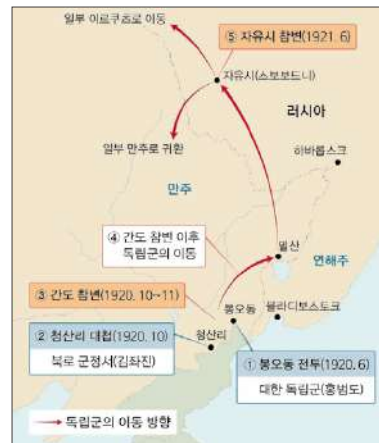 일부 이르쿠츠로 이동
⑤ 자유시 참변(1921. 6)
자유시(스보보드니)
러시아
일부 만주로 귀환
하바롭스크
만주
④ 간도 참변 이후
독립군의 이동
밀산
연해주
③ 간도 참변(1920. 10~11)
봉오동
블라디보스토크
② 청산리 대첩(1920. 10)
북로 군정서(김좌진)
청산리
① 봉오동 전투(1920. 6)
대한 독립군(홍범도)
독립군의 이동 방향